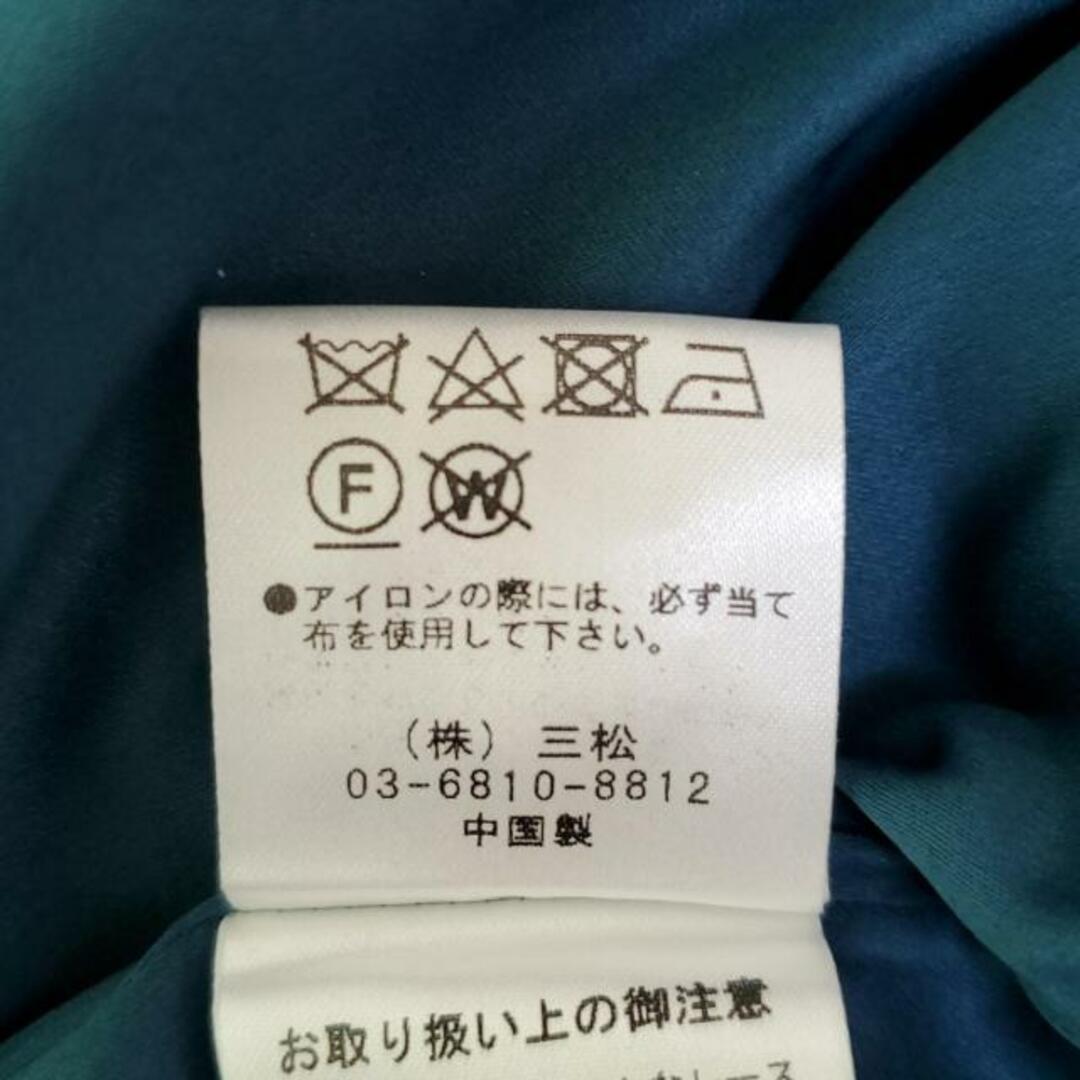 F W
●アイロンの際には、必ず当て
布を使用して下さい。
(株) 三松
03-6810-8812
中国製
お取り扱い上の御注意